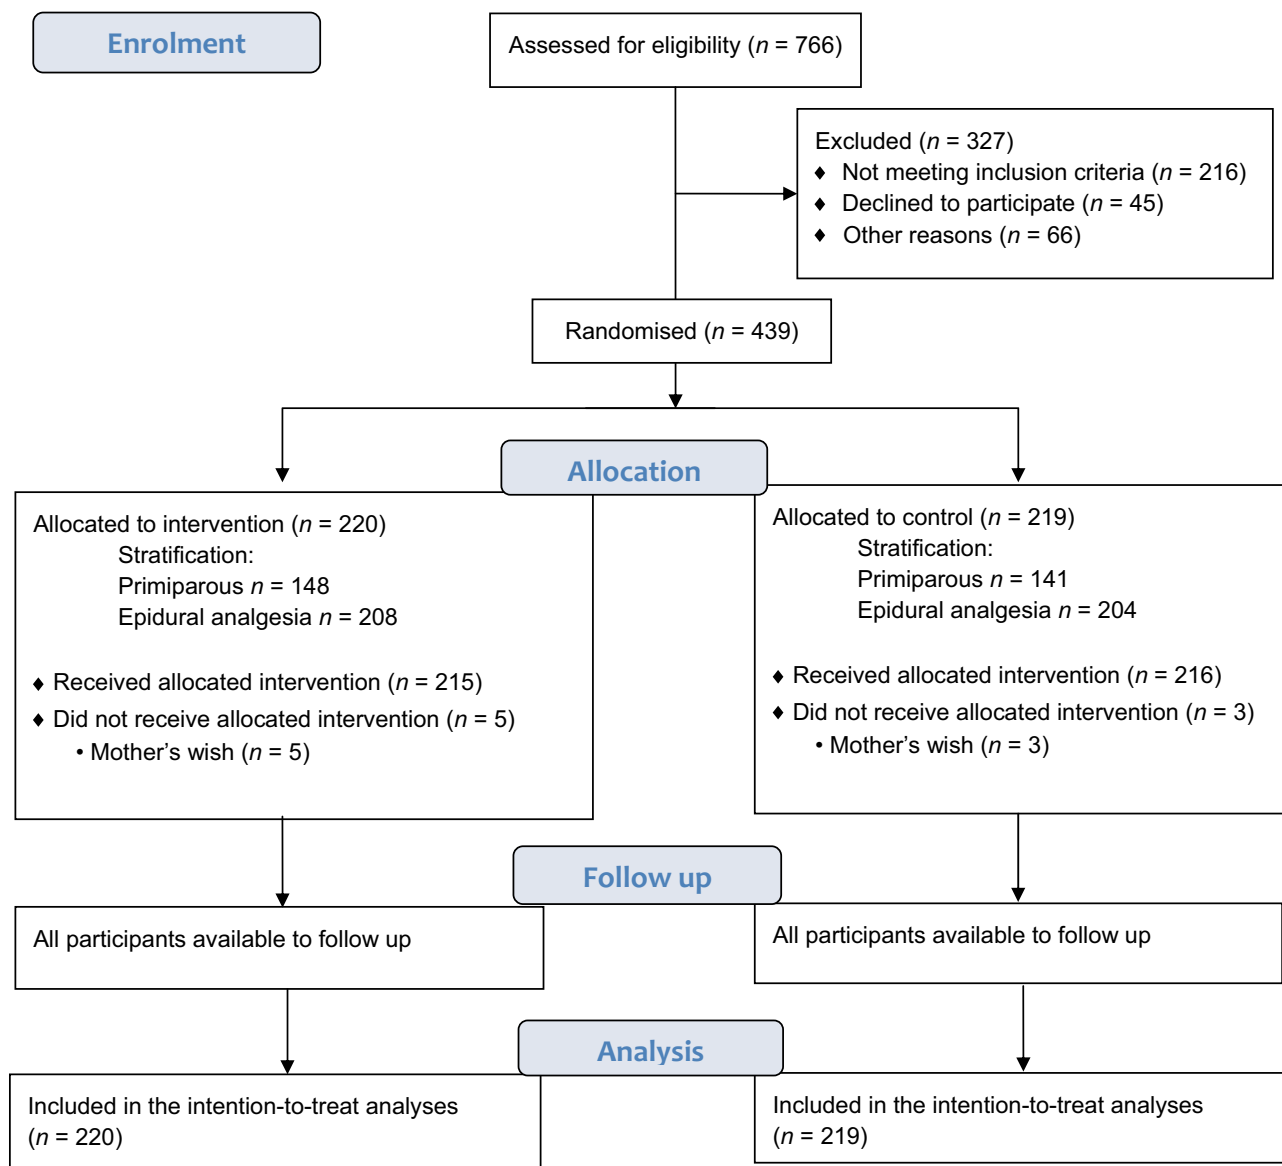 Enrolment
Assessed for eligibility (n = 766)
Excluded (n = 327)
♦ Not meeting inclusion criteria (n = 216)
♦ Declined to participate (n = 45)
♦ Other reasons (n = 66)
Randomised (n = 439)
Allocation
Allocated to intervention (n = 220)
Stratification:
Primiparous n = 148
Epidural analgesia n = 208
♦ Received allocated intervention (n = 215)
♦ Did not receive allocated intervention (n = 5)
• Mother’s wish (n = 5)
Allocated to control (n = 219)
Stratification:
Primiparous n = 141
Epidural analgesia n = 204
♦ Received allocated intervention (n = 216)
♦ Did not receive allocated intervention (n = 3)
• Mother’s wish (n = 3)
Follow up
All participants available to follow up
All participants available to follow up
Analysis
Included in the intention-to-treat analyses
(n = 220)
Included in the intention-to-treat analyses
(n = 219)